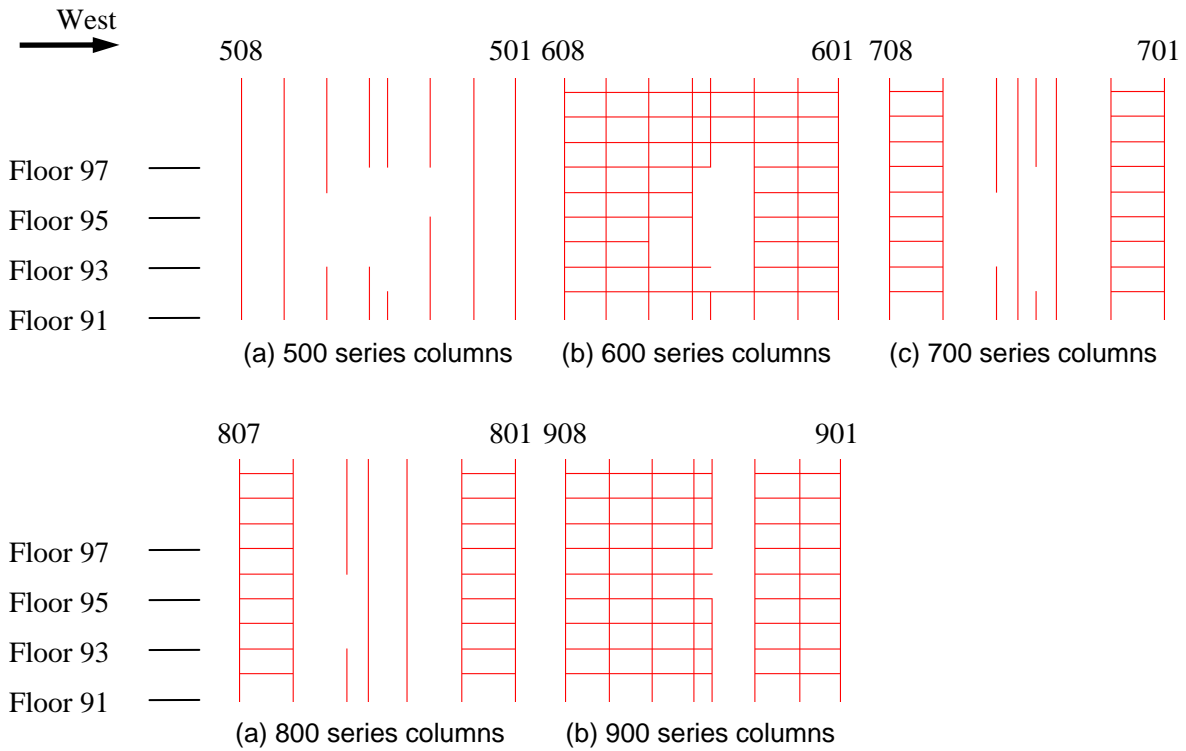 West
508 501 608 601 708 701
Floor 97
Floor 95
Floor 93
Floor 91
(a) 500 series columns (b) 600 series columns (c) 700 series columns
807 801 908 901
Floor 97
Floor 95
Floor 93
Floor 91
(a) 800 series columns (b) 900 series columns